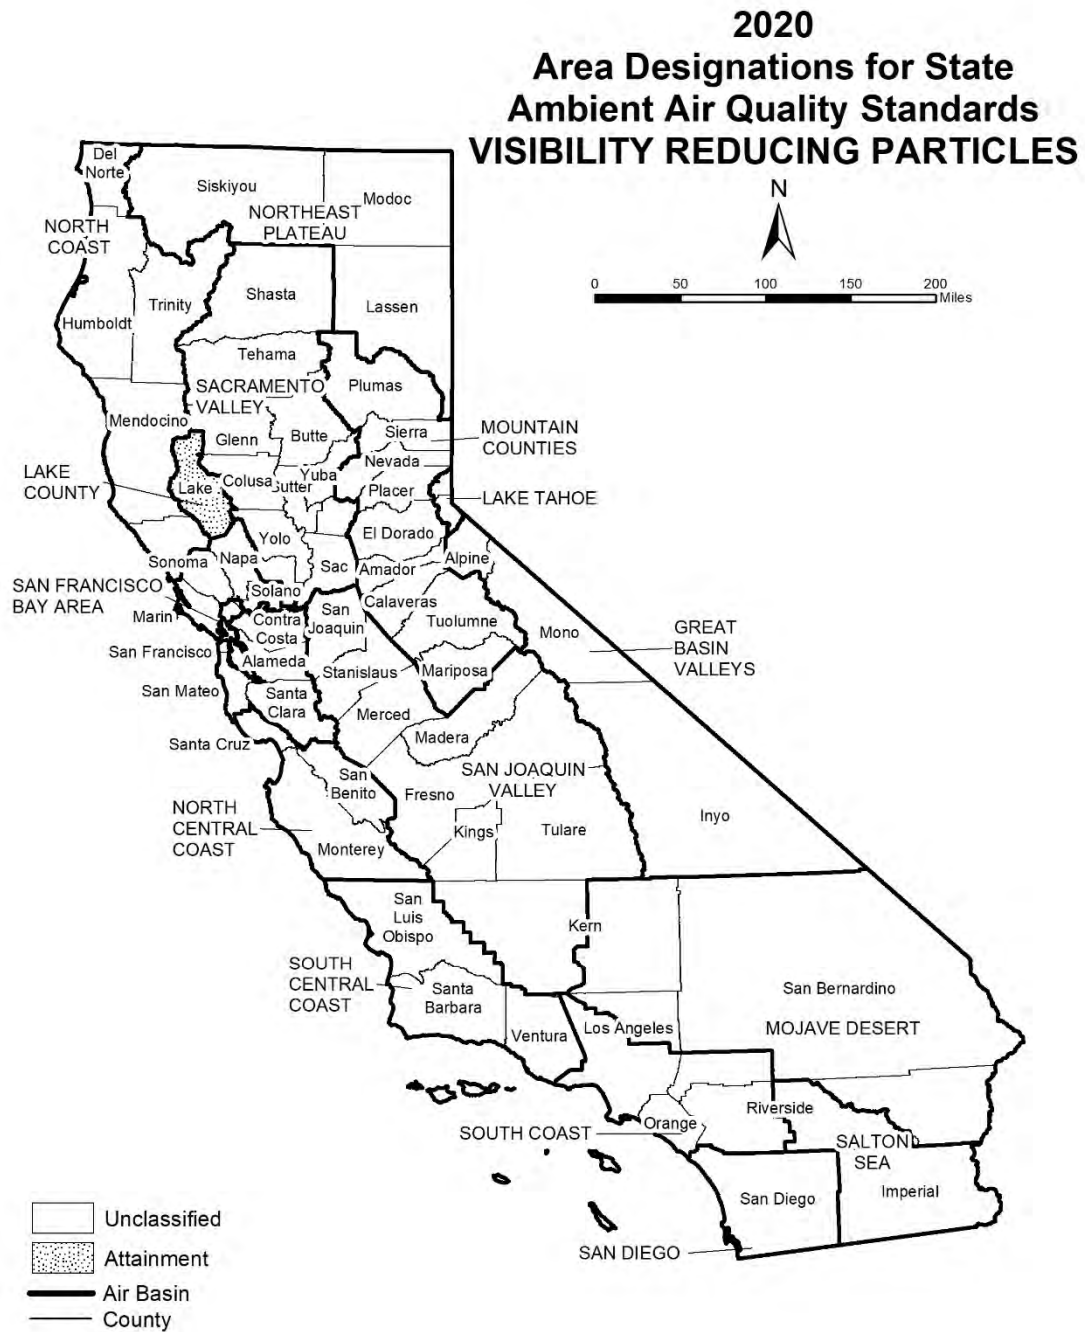 2020
Area Designations for State
Ambient Air Quality Standards
VISIBILITY REDUCING PARTICLES
N
0 50 100 150 200
Miles
Del
Norte
Siskiyou
Modoc
NORTHEAST
PLATEAU
NORTH
COAST
Shasta
Trinity
Lassen
Humboldt
Tehama
Plumas
SACRAMENTO
VALLEY
Mendocino
Butte
Sierra
Glenn
MOUNTAIN
COUNTIES
Nevada
LAKE
COUNTY
Lake
Colusa
Sutter
Yuba
Placer
LAKE TAHOE
Yolo
El Dorado
Sonoma
Napa
Sac
Amador
Alpine
SAN FRANCISCO
BAY AREA
Solano
Calaveras
Marin
Contra
Costa
San
Joaquin
Tuolumne
Mono
GREAT
BASIN
VALLEYS
San Francisco
Alameda
Stanislaus
Mariposa
San Mateo
Santa
Clara
Merced
Santa Cruz
Madera
San
Benito
Fresno
SAN JOAQUIN
VALLEY
NORTH
CENTRAL
COAST
Kings
Tulare
Inyo
Monterey
San
Luis
Obispo
Kern
SOUTH
CENTRAL
COAST
Santa
Barbara
San Bernardino
Ventura
Los Angeles
MOJAVE DESERT
Riverside
Orange
SOUTH COAST
SALTON
SEA
San Diego
Imperial
SAN DIEGO
Unclassified
Attainment
Air Basin
County